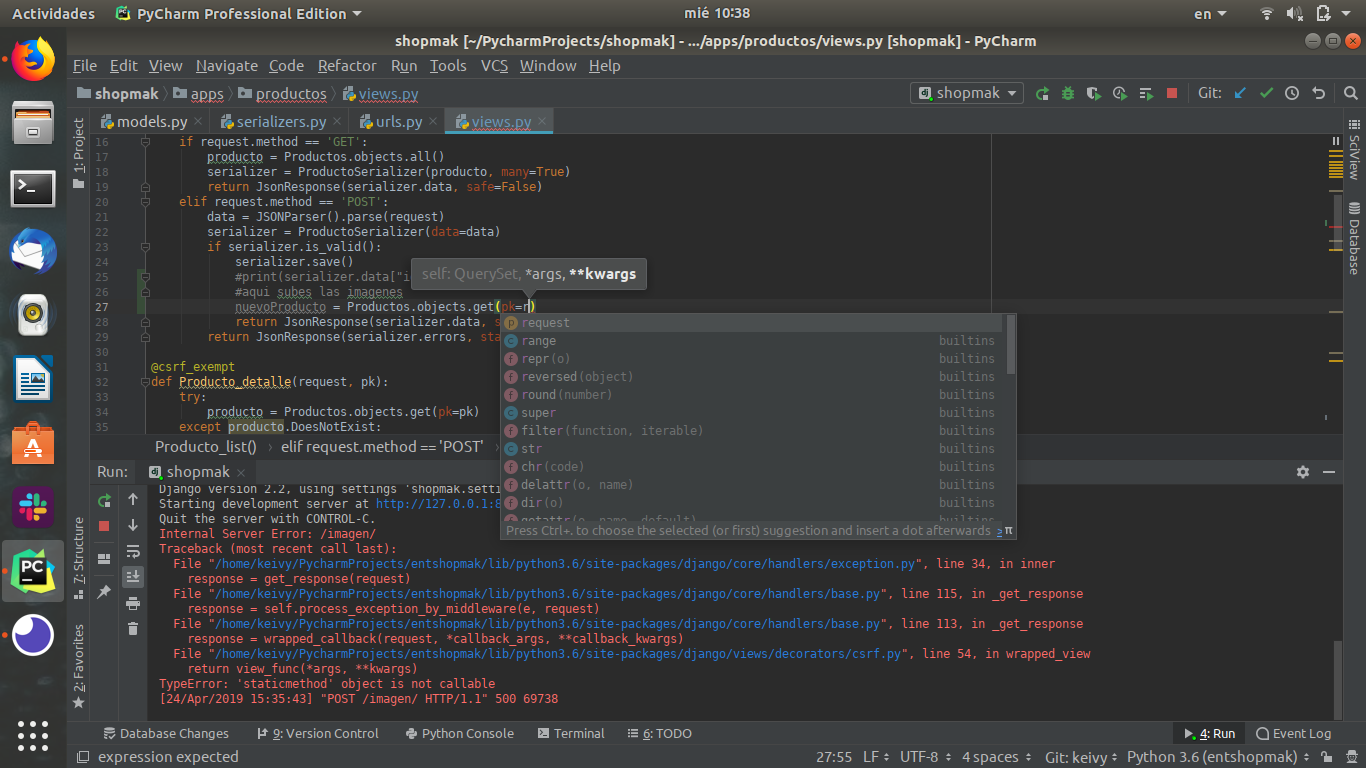 Actividades PyCharm Professional Edition mié 10:38 en
shopmak [~/PycharmProjects/shopmak] - .../apps/productos/views.py [shopmak] - PyCharm
File Edit View Navigate Code Refactor Run Tools VCS Window Help
shopmak apps productos views.py shopmak Git:
models.py serializers.py urls.py views.py
1: Project
SciView
Database
16 if request.method == 'GET':
17 producto = Productos.objects.all()
18 serializer = ProductoSerializer(producto, many=True)
19 return JsonResponse(serializer.data, safe=False)
20 elif request.method == 'POST':
21 data = JSONParser().parse(request)
22 serializer = ProductoSerializer(data=data)
23 if serializer.is_valid():
24 serializer.save()
self: QuerySet, *args, **kwargs
25 #print(serializer.data["i
26 #aqui subes las imagenes
27 nuevoProducto = Productos.objects.get(pk=r)
28 return JsonResponse(serializer.data, s
29 return JsonResponse(serializer.errors, sta
30
31 @csrf_exempt
32 def Producto_detalle(request, pk):
33 try:
34 producto = Productos.objects.get(pk=pk)
35 except producto.DoesNotExist:
p request
c range builtins
f repr(o) builtins
f reversed(object) builtins
f round(number) builtins
c super builtins
f filter(function, iterable) builtins
c str builtins
f chr(code) builtins
f delattr(o, name) builtins
f dir(o) builtins
f getattr(o, name, default) builtins
Press Ctrl+. to choose the selected (or first) suggestion and insert a dot afterwards ≥ π
Producto_list() elif request.method == 'POST'
Run: shopmak
7: Structure
2: Favorites
Django version 2.2, using settings 'shopmak.setti
Starting development server at http://127.0.0.1:8
Quit the server with CONTROL-C.
Internal Server Error: /imagen/
Traceback (most recent call last):
File "/home/keivy/PycharmProjects/entshopmak/lib/python3.6/site-packages/django/core/handlers/exception.py", line 34, in inner
response = get_response(request)
File "/home/keivy/PycharmProjects/entshopmak/lib/python3.6/site-packages/django/core/handlers/base.py", line 115, in _get_response
response = self.process_exception_by_middleware(e, request)
File "/home/keivy/PycharmProjects/entshopmak/lib/python3.6/site-packages/django/core/handlers/base.py", line 113, in _get_response
response = wrapped_callback(request, *callback_args, **callback_kwargs)
File "/home/keivy/PycharmProjects/entshopmak/lib/python3.6/site-packages/django/views/decorators/csrf.py", line 54, in wrapped_view
return view_func(*args, **kwargs)
TypeError: 'staticmethod' object is not callable
[24/Apr/2019 15:35:43] "POST /imagen/ HTTP/1.1" 500 69738
Database Changes 9: Version Control Python Console Terminal 6: TODO 4: Run Event Log
expression expected 27:55 LF UTF-8 4 spaces Git: keivy Python 3.6 (entshopmak)